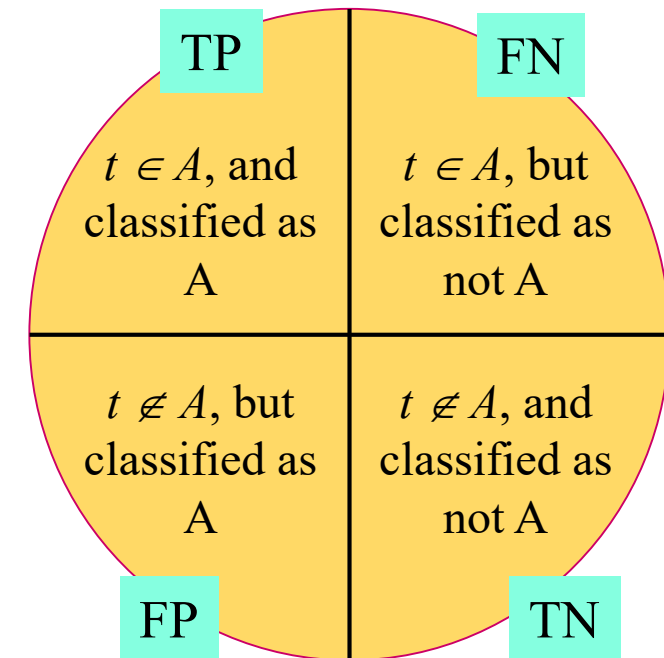 TP
FN
t ∈ A, and
classified as
A
t ∈ A, but
classified as
not A
t ∉ A, but
classified as
A
t ∉ A, and
classified as
not A
FP
TN